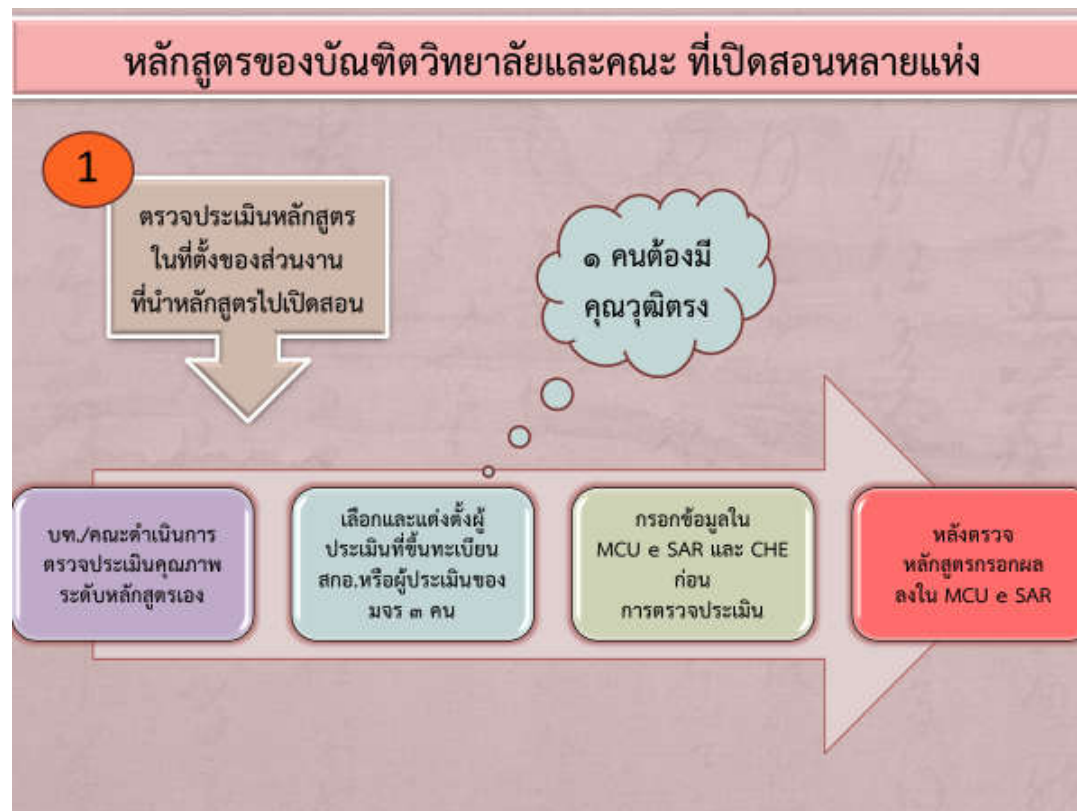 หลักสูตรของบัณฑิตวิทยาลัยและคณะ ที่เปิดสอนหลายแห่ง
1
ตรวจประเมินหลักสูตร
ในที่ตั้งของส่วนงาน
ที่นำหลักสูตรไปเปิดสอน
๑ คนต้องมี
คุณวุฒิตรง
บท./คณะดำเนินการ
ตรวจประเมินคุณภาพ
ระดับหลักสูตรเอง
เลือกและแต่งตั้งผู้
ประเมินที่ขึ้นทะเบียน
สกอ.หรือผู้ประเมินของ
มจร ๓ คน
กรอกข้อมูลใน
MCU e SAR และ CHE
ก่อน
การตรวจประเมิน
หลังตรวจ
หลักสูตรกรอกผล
ลงใน MCU e SAR